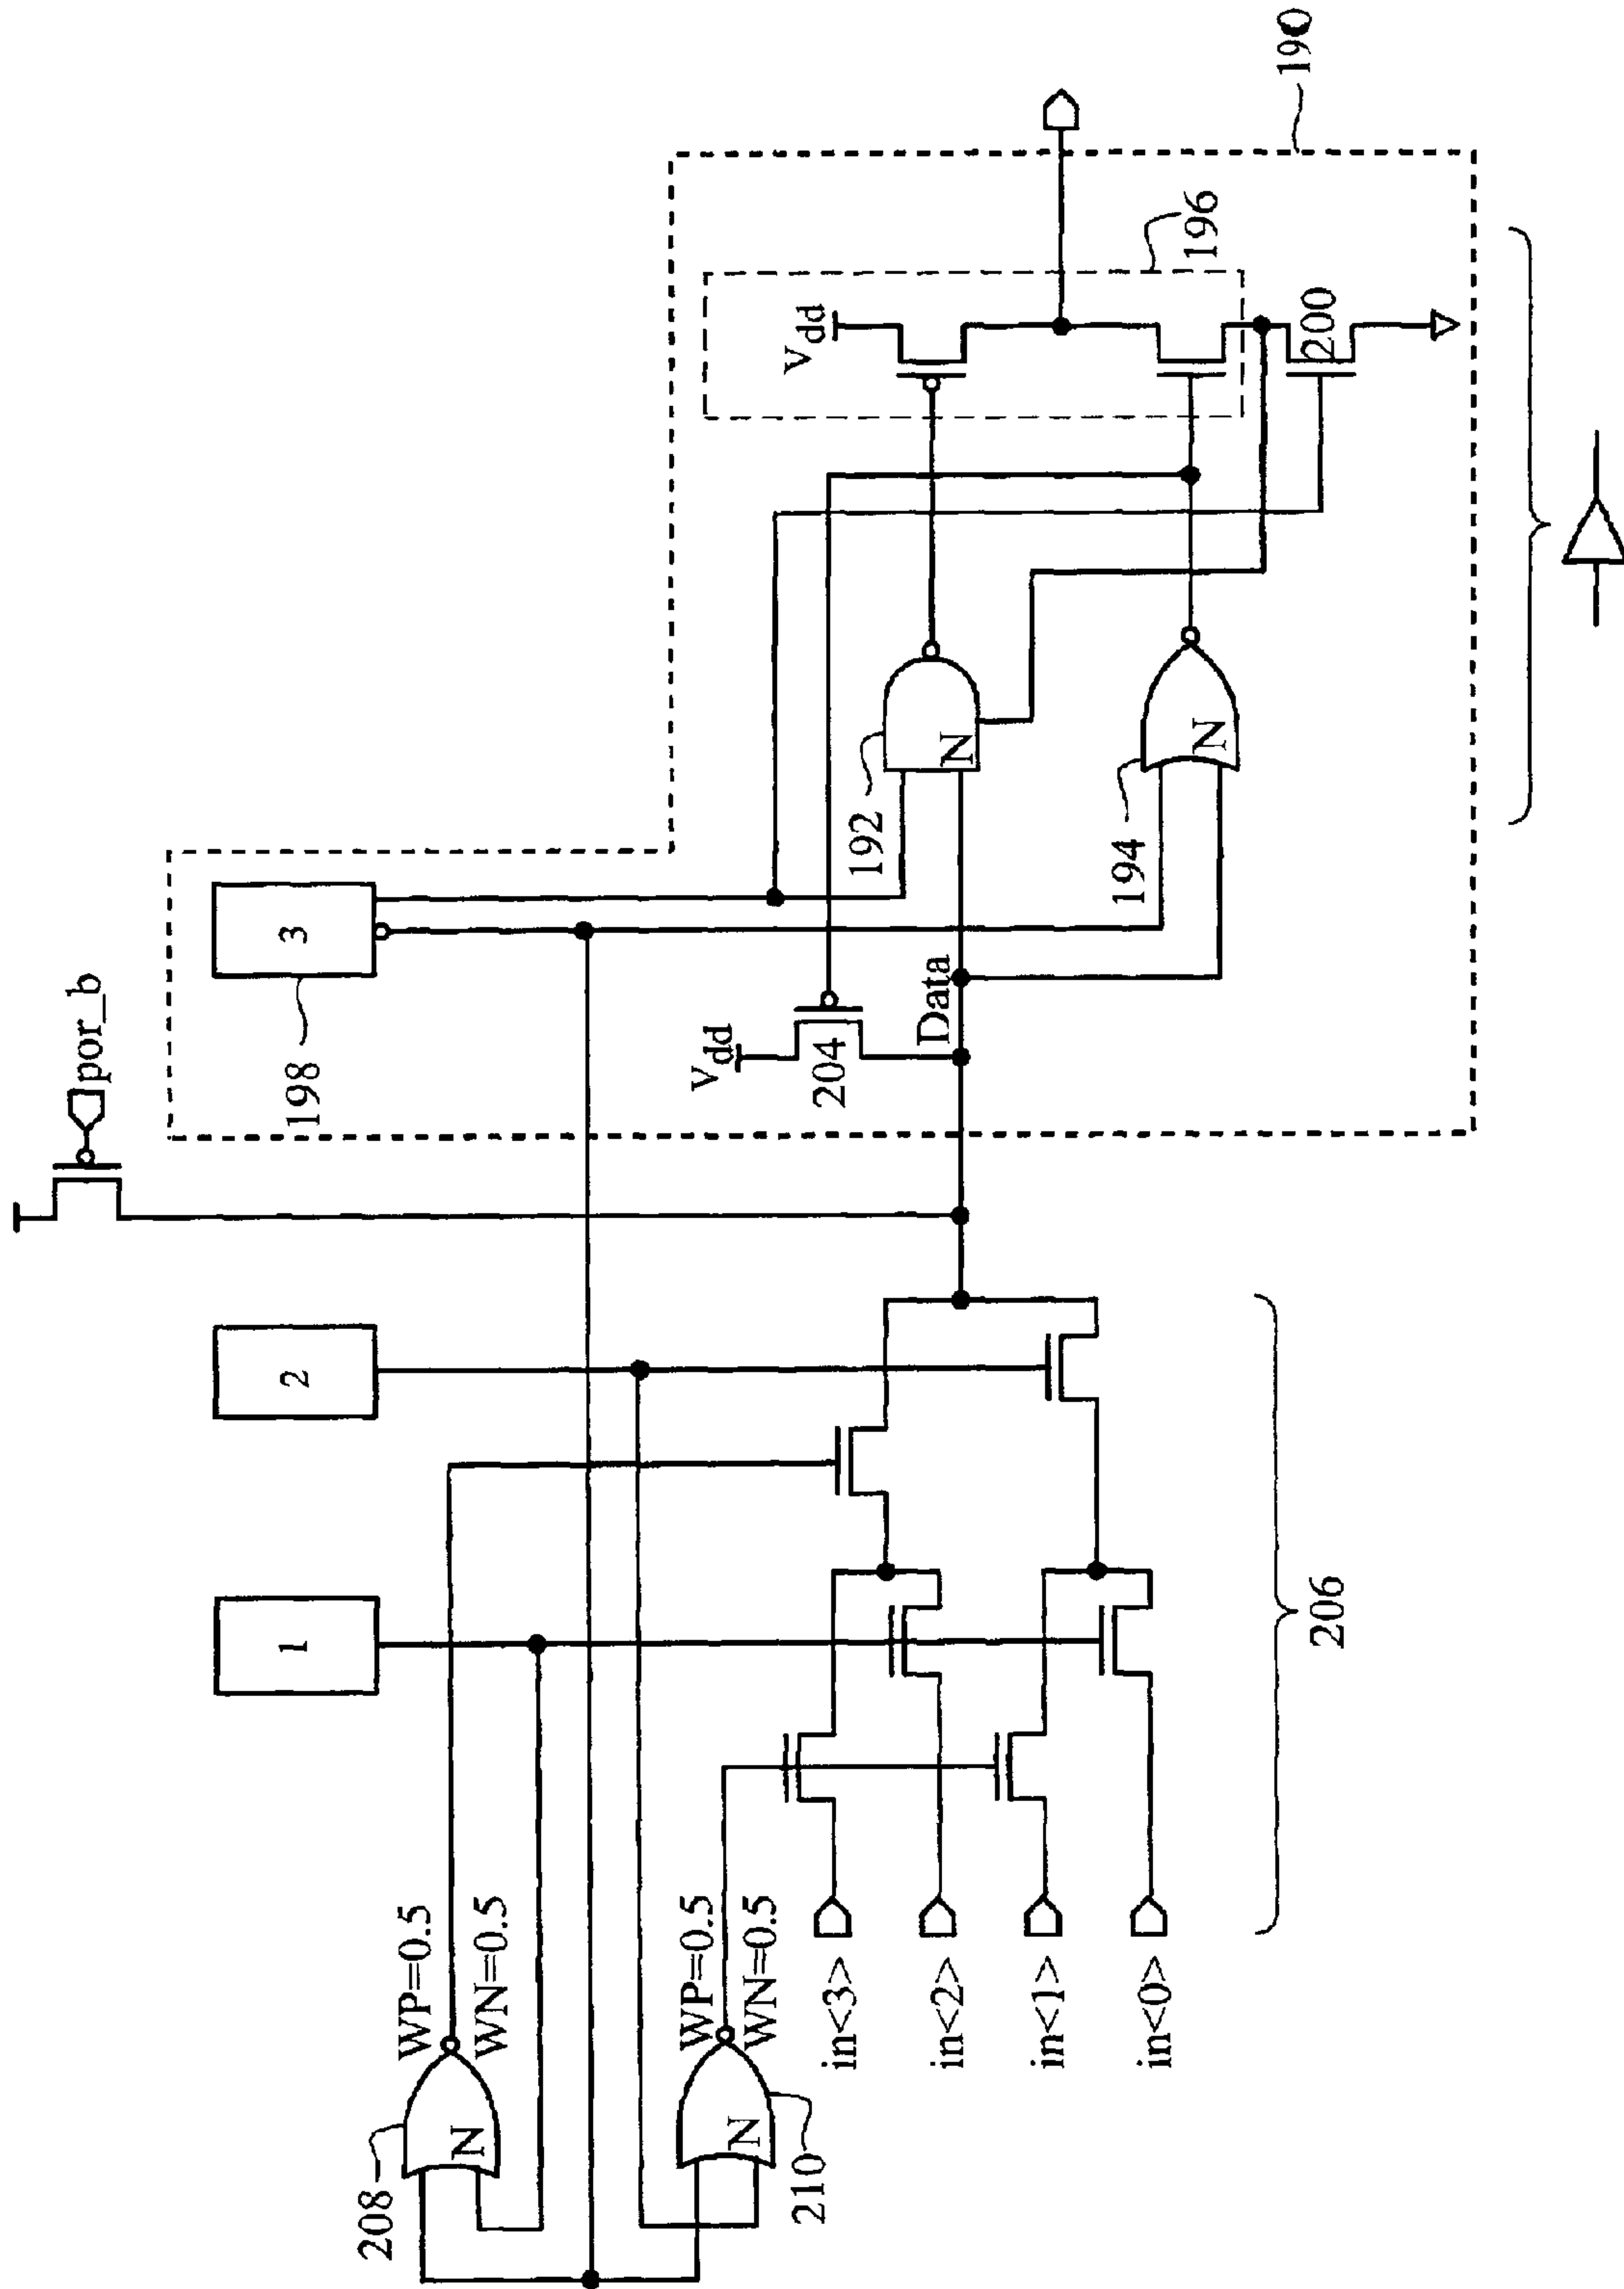 208
WP=0.5
WN=0.5
210
WP=0.5
WN=0.5
in<3>
in<2>
in<1>
in<0>
N
N
1
2
206
por_b
3
198
Vdd
204
Data
192
N
194
N
Vdd
196
200
190